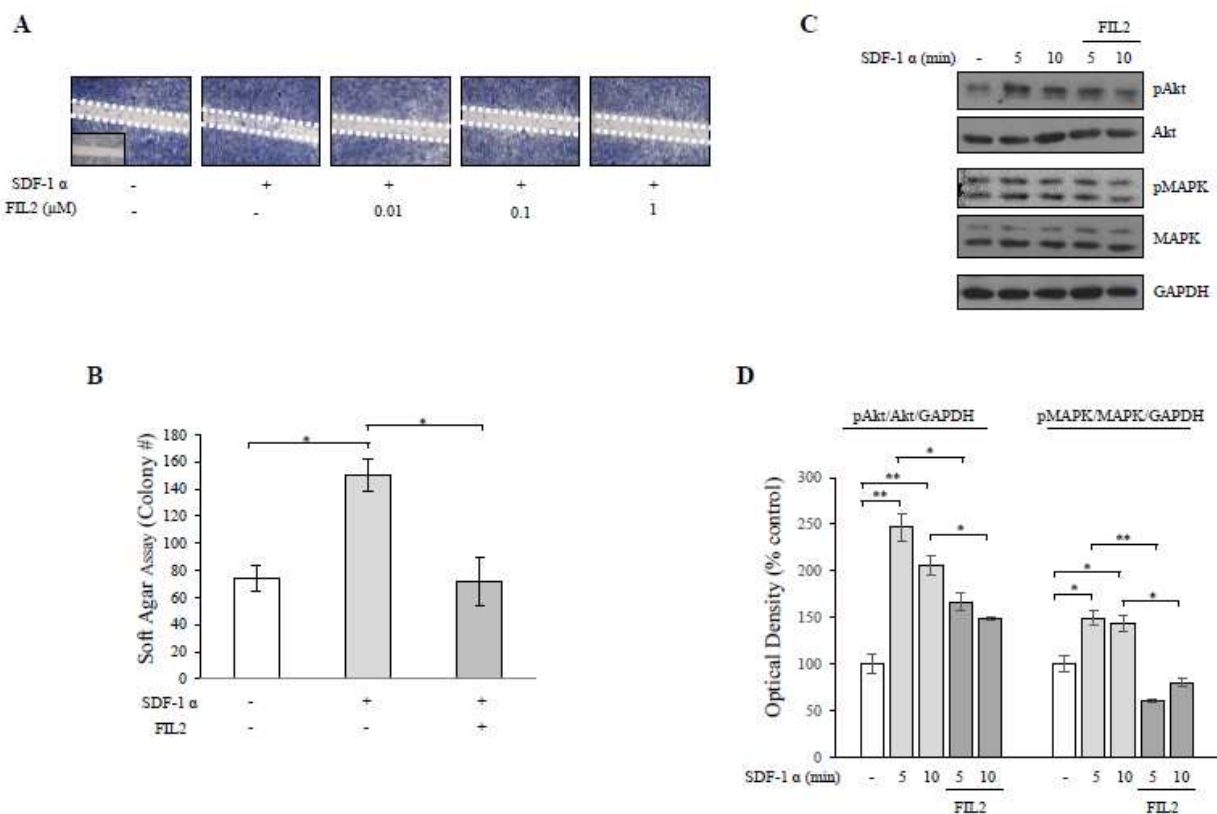 A
SDF-1 α - + + + +
FIL2 (μM) - - 0.01 0.1 1
B
Soft Agar Assay (Colony #)
180
160
140
120
100
80
60
40
20
0
* *
SDF-1 α - + +
FIL2 - - +
C
FIL2
SDF-1 α (min) - 5 10 5 10
pAkt
Akt
pMAPK
MAPK
GAPDH
D
pAkt/Akt/GAPDH pMAPK/MAPK/GAPDH
Optical Density (% control)
300
250
200
150
100
50
0
*
**
**
*
**
*
*
*
SDF-1 α (min) - 5 10 5 10 - 5 10 5 10
FIL2 FIL2